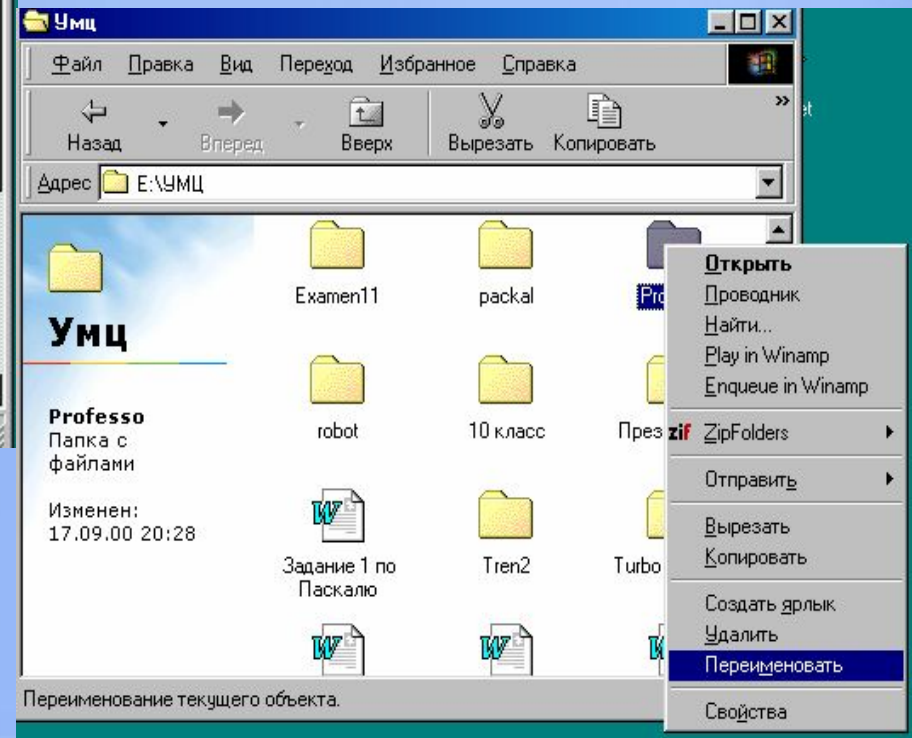 Умц
Файл Правка Вид Переход Избранное Справка
Назад Вперед Вверх Вырезать Копировать »
Адрес E:\УМЦ
Умц
Professo
Папка с
файлами
Изменен:
17.09.00 20:28
Examen11 packal
robot 10 класс През
Задание 1 по
Паскалю
Tren2 Turbo
Открыть
Проводник
Найти...
Play in Winamp
Enqueue in Winamp
zif ZipFolders
Отправить
Вырезать
Копировать
Создать ярлык
Удалить
Переименовать
Свойства
Переименование текущего объекта.